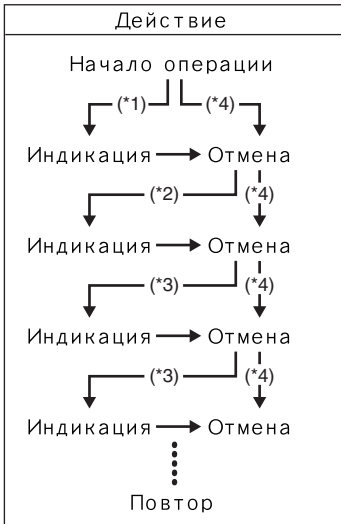 Действие
Начало операции
(*1) (*4)
Индикация Отмена
(*2) (*4)
Индикация Отмена
(*3) (*4)
Индикация Отмена
(*3) (*4)
Индикация Отмена
Повтор